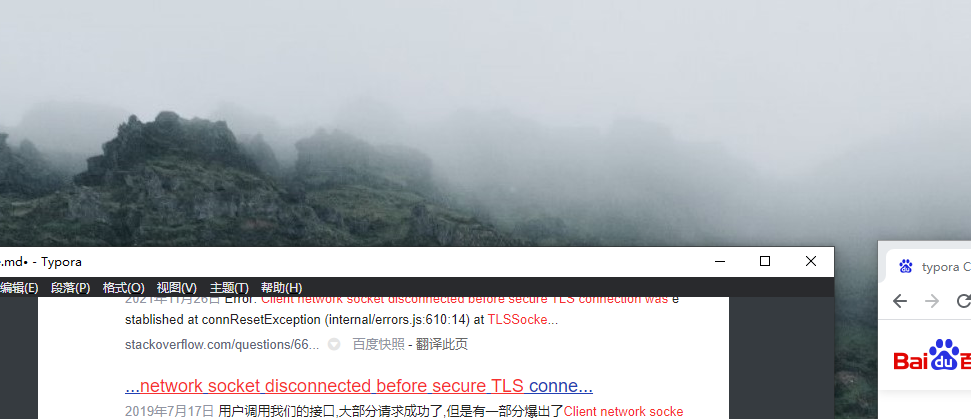 e.md• - Typora
编辑(E) 段落(P) 格式(O) 视图(V) 主题(T) 帮助(H)
2021年11月26日 Error: Client network socket disconnected before secure TLS connection was e
stablished at connResetException (internal/errors.js:610:14) at TLSSocke...
stackoverflow.com/questions/66... 百度快照 - 翻译此页
...network socket disconnected before secure TLS conne...
2019年7月17日 用户调用我们的接口,大部分请求成功了,但是有一部分爆出了Client network socke
typora C
Bai du 百